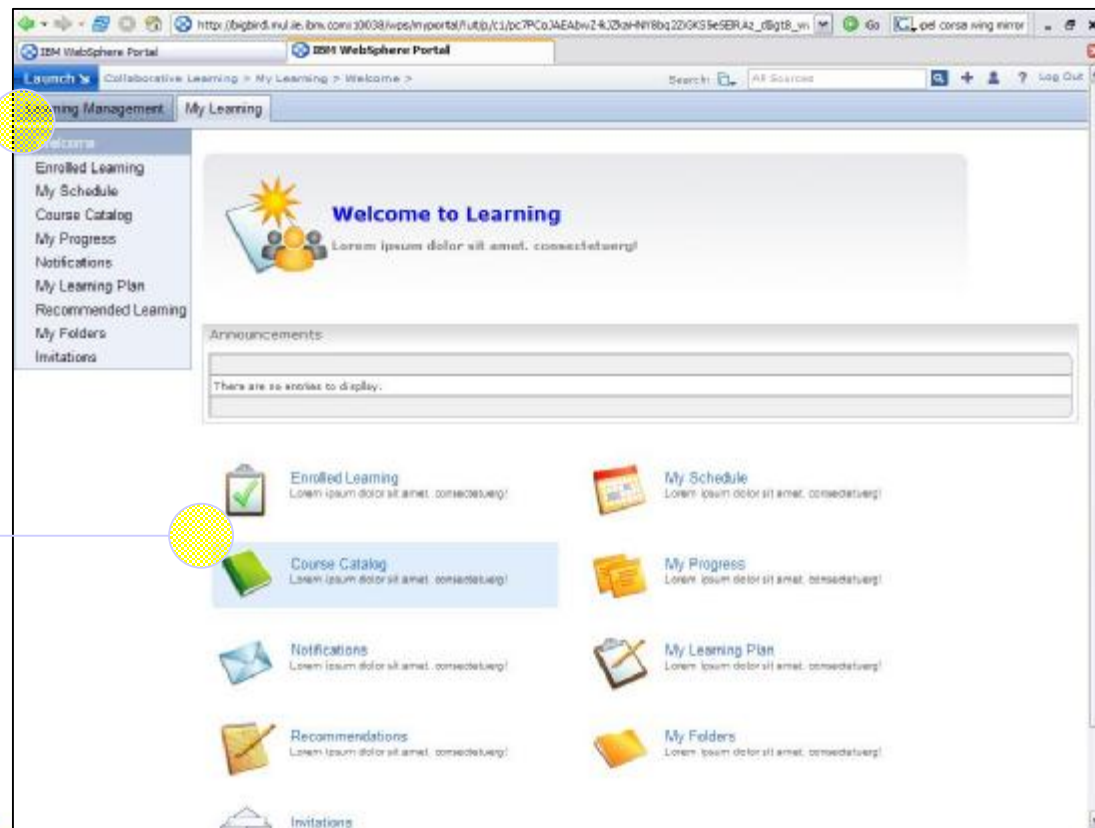 Go
opel corsa wing mirror
IBM WebSphere Portal
IBM WebSphere Portal
Launch
Collaborative Learning > My Learning > Welcome >
Search:
All Sources
? Log Out
Learning Management
My Learning
Welcome
Enrolled Learning
My Schedule
Course Catalog
My Progress
Notifications
My Learning Plan
Recommended Learning
My Folders
Invitations
Welcome to Learning
Lorem ipsum dolor sit amet, consectetuerg!
Announcements
There are no entries to display.
Enrolled Learning
Lorem ipsum dolor sit amet, consectetuerg!
My Schedule
Lorem ipsum dolor sit amet, consectetuerg!
Course Catalog
Lorem ipsum dolor sit amet, consectetuerg!
My Progress
Lorem ipsum dolor sit amet, consectetuerg!
Notifications
Lorem ipsum dolor sit amet, consectetuerg!
My Learning Plan
Lorem ipsum dolor sit amet, consectetuerg!
Recommendations
Lorem ipsum dolor sit amet, consectetuerg!
My Folders
Lorem ipsum dolor sit amet, consectetuerg!
Invitations